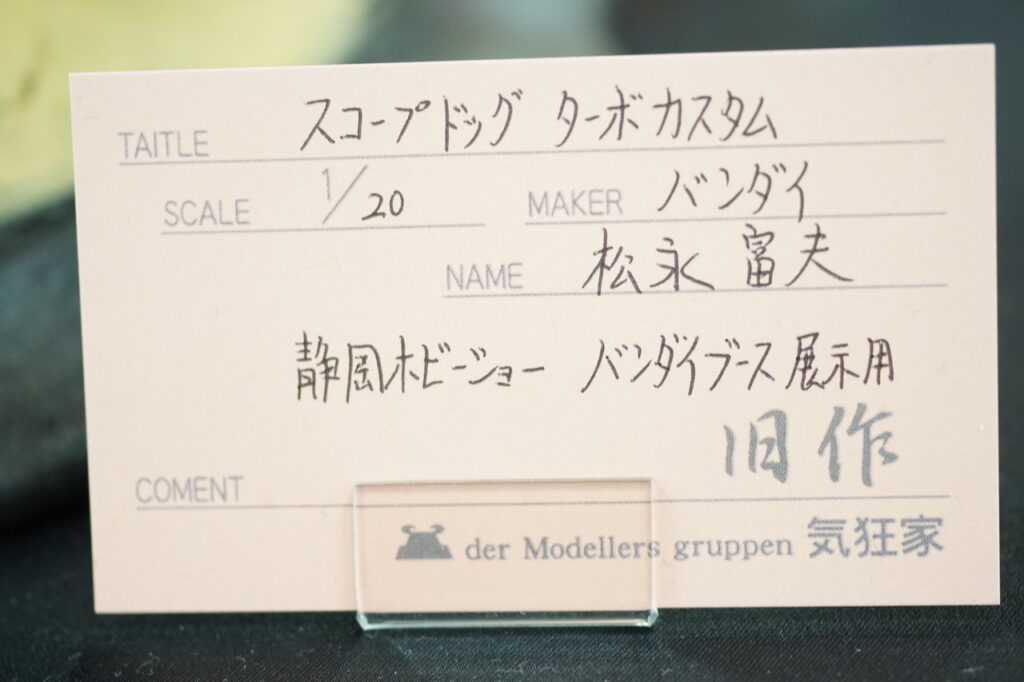 TAITLE スコープドッグ ターボカスタム
SCALE 1/20 MAKER バンダイ
NAME 松永 富夫
静岡ホビーショー バンダイブース展示用
旧作
COMENT
der Modellers gruppen 気狂家